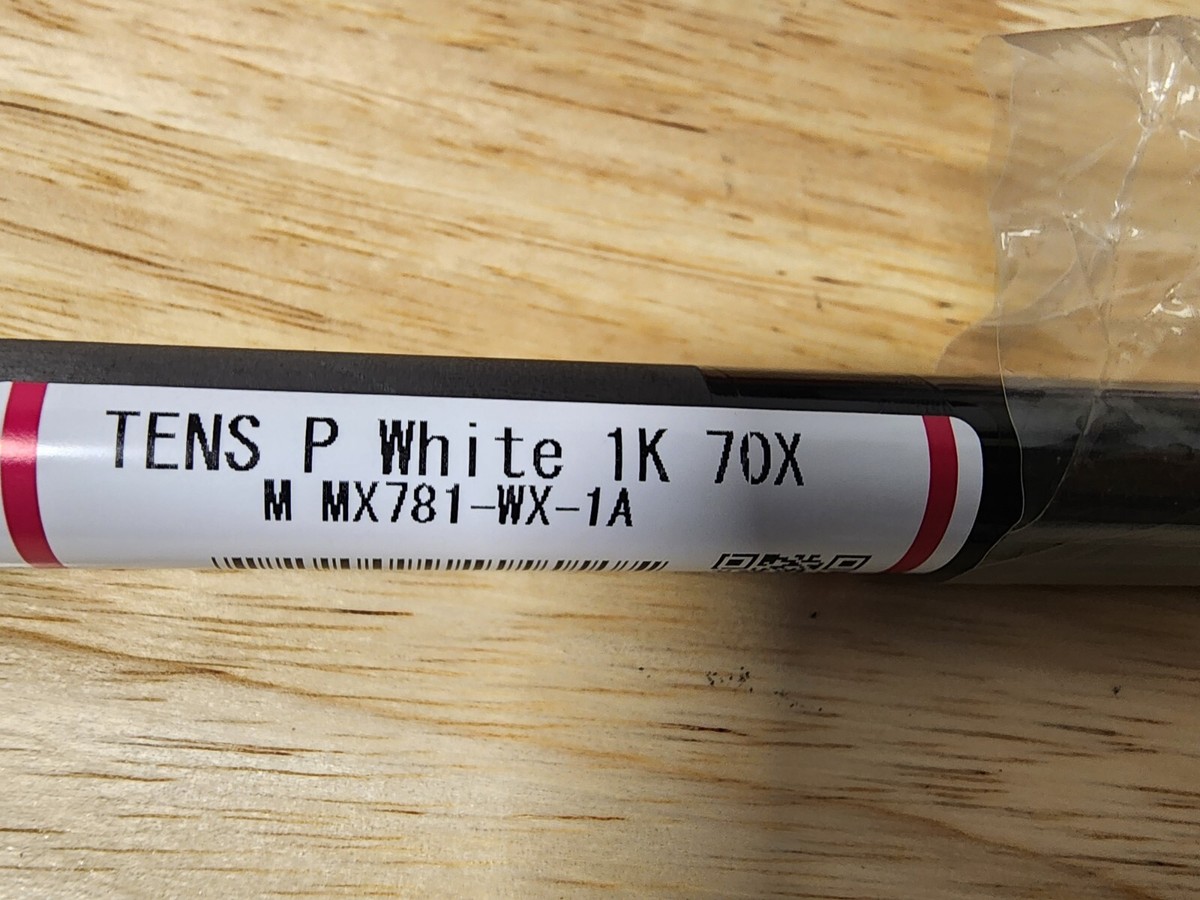 TENS P White 1K 70X
M MX781-WX-1A